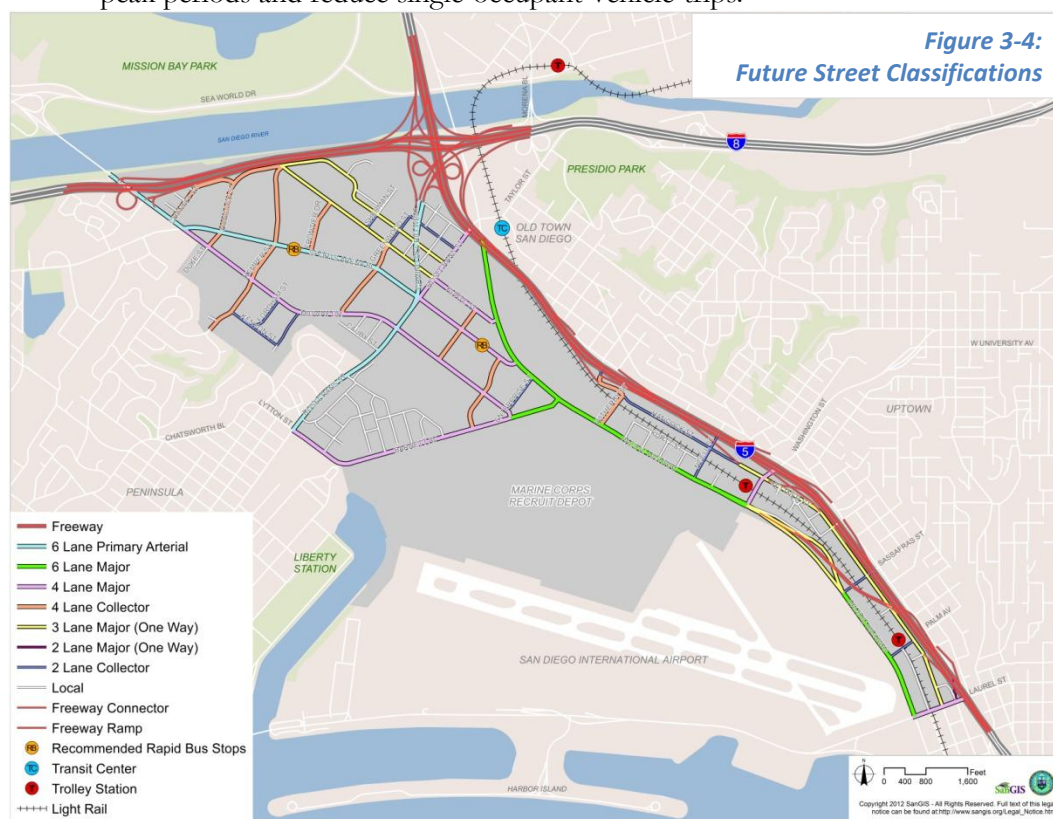 peak periods and reduce single-occupant vehicle trips.
Figure 3-4:
Future Street Classifications
MISSION BAY PARK
SEA WORLD DR
SAN DIEGO RIVER
MORENA BL
8
TAYLOR ST
PRESIDIO PARK
TC
OLD TOWN
SAN DIEGO
RB
RB
W UNIVERSITY AV
UPTOWN
WASHINGTON ST
LYTTON ST
CHATSWORTH BL
5
PENINSULA
MARINE CORPS
RECRUIT DEPOT
T
T
T
SASSAFRAS ST
LIBERTY
STATION
PALM AV
SAN DIEGO INTERNATIONAL AIRPORT
LAUREL ST
HARBOR ISLAND
Freeway
6 Lane Primary Arterial
6 Lane Major
4 Lane Major
4 Lane Collector
3 Lane Major (One Way)
2 Lane Major (One Way)
2 Lane Collector
Local
Freeway Connector
Freeway Ramp
RB Recommended Rapid Bus Stops
TC Transit Center
T Trolley Station
Light Rail
N
Feet
0 400 800 1,600
SanGIS
Copyright 2012 SanGIS - All Rights Reserved. Full text of this legal
notice can be found at:http://www.sangis.org/Legal_Notice.htm